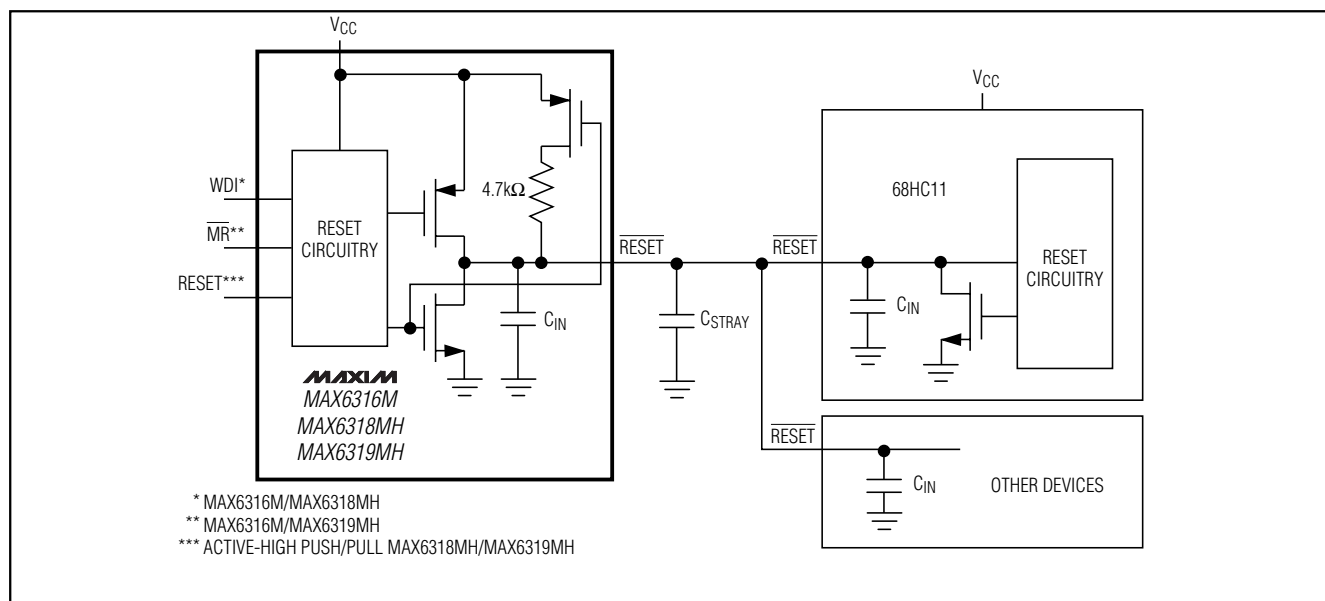 VCC
WDI*
MR**
RESET***
RESET
CIRCUITRY
4.7kΩ
CIN
MAXIM
MAX6316M
MAX6318MH
MAX6319MH
RESET
CSTRAY
RESET
VCC
68HC11
CIN
RESET
CIRCUITRY
RESET
CIN
OTHER DEVICES
* MAX6316M/MAX6318MH
** MAX6316M/MAX6319MH
*** ACTIVE-HIGH PUSH/PULL MAX6318MH/MAX6319MH